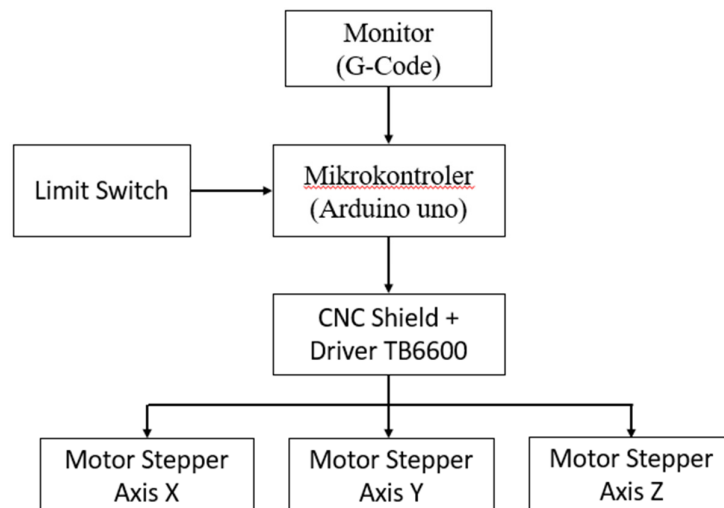 Monitor
(G-Code)
Limit Switch
Mikrokontroler
(Arduino uno)
CNC Shield +
Driver TB6600
Motor Stepper
Axis X
Motor Stepper
Axis Y
Motor Stepper
Axis Z